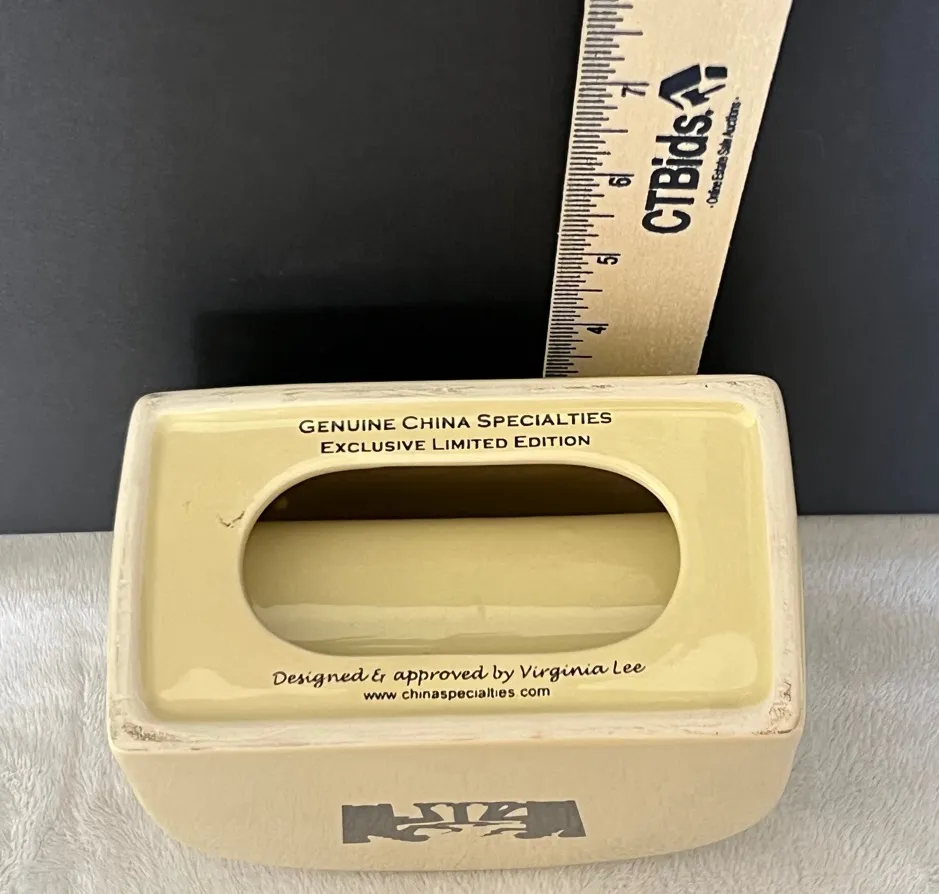 7
6
5
4
CTBids.
· Online Estate Sale Auctions ·
GENUINE CHINA SPECIALTIES
EXCLUSIVE LIMITED EDITION
Designed & approved by Virginia Lee
www.chinaspecialties.com